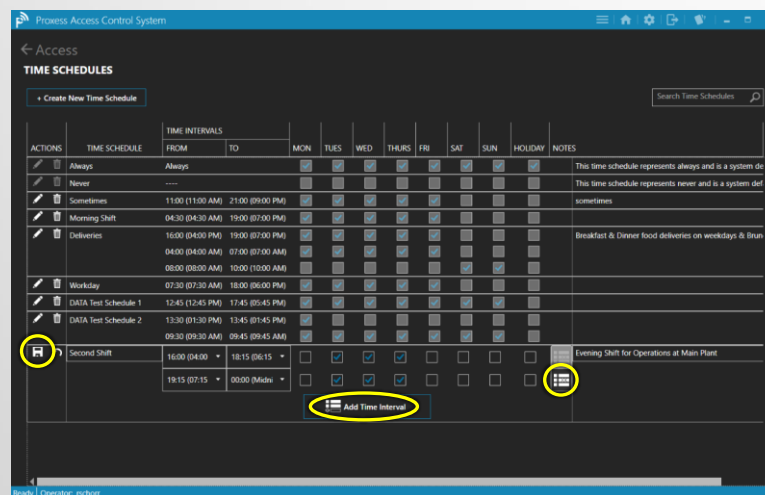 Proxess Access Control System
Access
TIME SCHEDULES
+ Create New Time Schedule
Search Time Schedules
TIME INTERVALS
ACTIONS TIME SCHEDULE FROM TO MON TUES WED THURS FRI SAT SUN HOLIDAY NOTES
Always Always This time schedule represents always and is a system de
Never ---- This time schedule represents never and is a system def
Sometimes 11:00 (11:00 AM) 21:00 (09:00 PM) sometimes
Morning Shift 04:30 (04:30 AM) 19:00 (07:00 PM)
Deliveries 16:00 (04:00 PM) 19:00 (07:00 PM) Breakfast & Dinner food deliveries on weekdays & Brun
04:00 (04:00 AM) 07:00 (07:00 AM)
08:00 (08:00 AM) 10:00 (10:00 AM)
Workday 07:30 (07:30 AM) 18:00 (06:00 PM)
DATA Test Schedule 1 12:45 (12:45 PM) 17:45 (05:45 PM)
DATA Test Schedule 2 13:30 (01:30 PM) 13:45 (01:45 PM)
09:30 (09:30 AM) 09:45 (09:45 AM)
Second Shift 16:00 (04:00 18:15 (06:15 Evening Shift for Operations at Main Plant
19:15 (07:15 00:00 (Midni
Add Time Interval
Ready Operator: rschorr